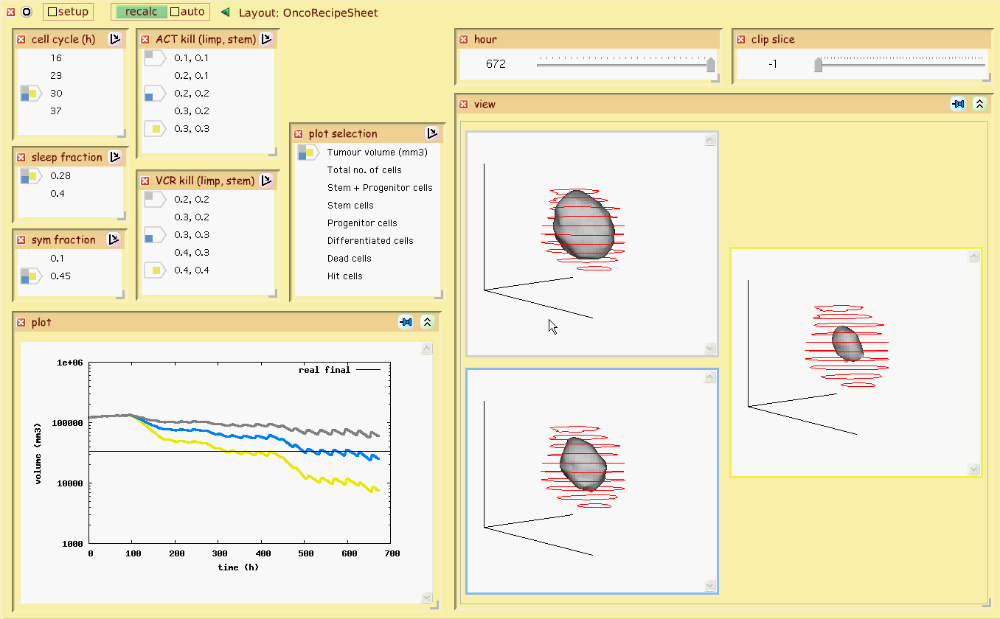 setup
recalc
auto
Layout: OncoRecipeSheet
cell cycle (h)
16
23
30
37
ACT kill (limp, stem)
0.1, 0.1
0.2, 0.1
0.2, 0.2
0.3, 0.2
0.3, 0.3
hour
672
clip slice
-1
view
sleep fraction
0.28
0.4
VCR kill (limp, stem)
0.2, 0.2
0.3, 0.2
0.3, 0.3
0.4, 0.3
0.4, 0.4
plot selection
Tumour volume (mm3)
Total no. of cells
Stem + Progenitor cells
Stem cells
Progenitor cells
Differentiated cells
Dead cells
Hit cells
sym fraction
0.1
0.45
plot
1e+06
100000
10000
1000
volume (mm3)
real final
0 100 200 300 400 500 600 700
time (h)